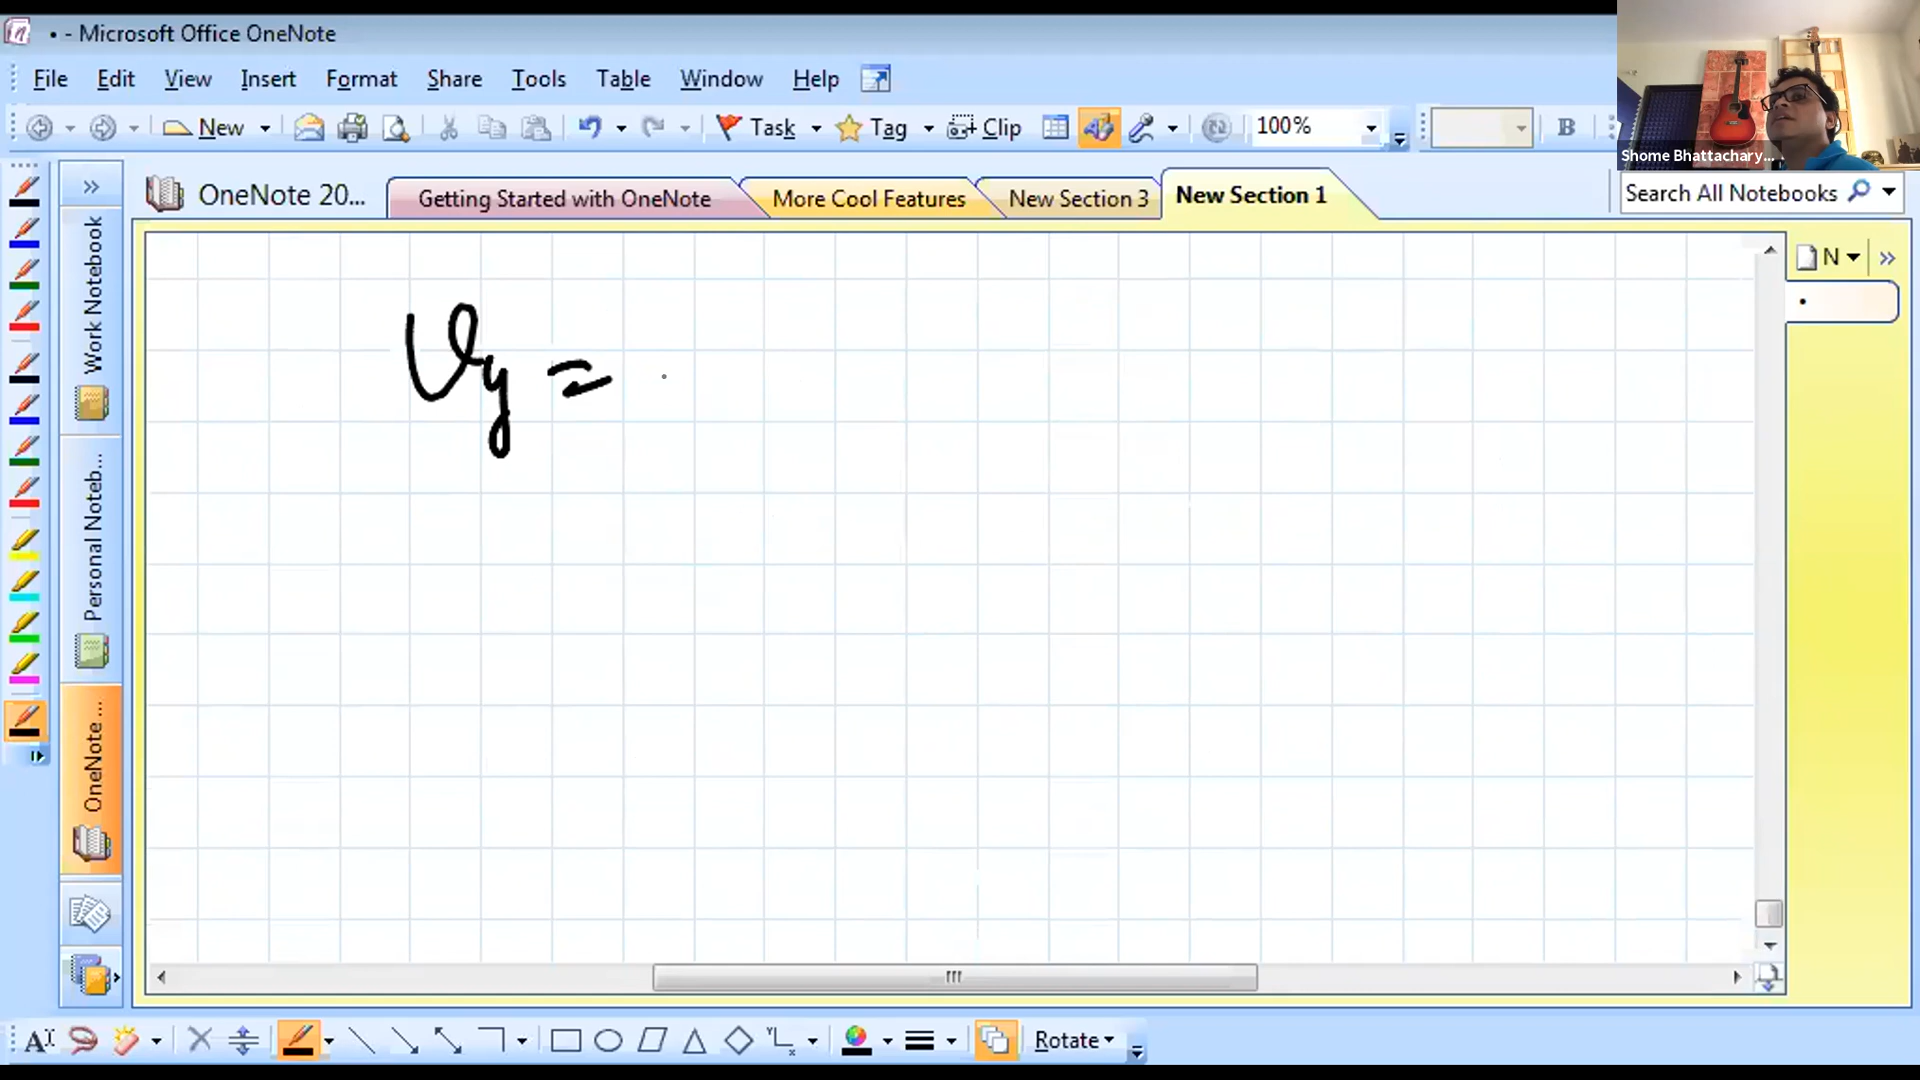 • - Microsoft Office OneNote
File Edit View Insert Format Share Tools Table Window Help
New Task Tag Clip 100% B
Shome Bhattachary...
OneNote 20... Getting Started with OneNote More Cool Features New Section 3 New Section 1 Search All Notebooks
N
Work Notebook
Personal Noteb...
OneNote ...
Vy =
A Rotate